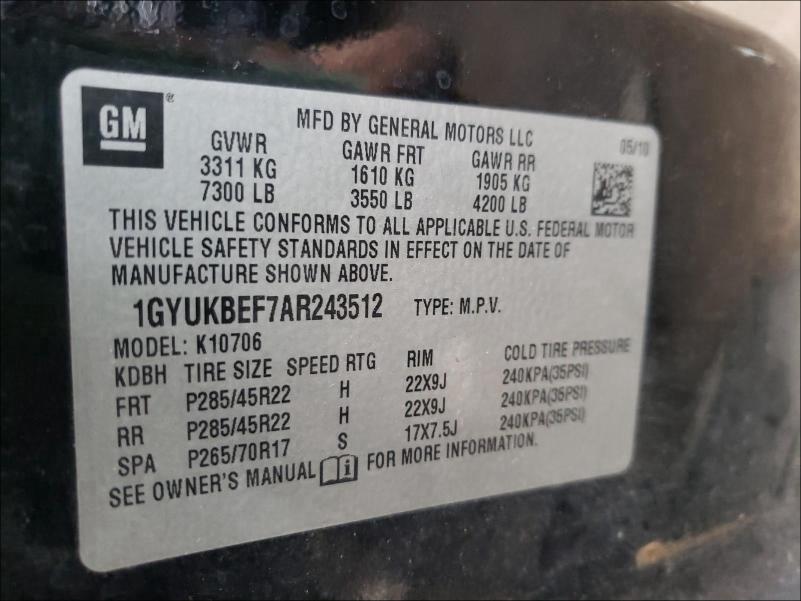 GM ®
MFD BY GENERAL MOTORS LLC 05/10
GVWR GAWR FRT GAWR RR
3311 KG 1610 KG 1905 KG
7300 LB 3550 LB 4200 LB
THIS VEHICLE CONFORMS TO ALL APPLICABLE U.S. FEDERAL MOTOR
VEHICLE SAFETY STANDARDS IN EFFECT ON THE DATE OF
MANUFACTURE SHOWN ABOVE.
1GYUKBEF7AR243512 TYPE: M.P.V.
MODEL: K10706
KDBH TIRE SIZE SPEED RTG RIM COLD TIRE PRESSURE
FRT P285/45R22 H 22X9J 240KPA(35PSI)
RR P285/45R22 H 22X9J 240KPA(35PSI)
SPA P265/70R17 S 17X7.5J 240KPA(35PSI)
SEE OWNER'S MANUAL i FOR MORE INFORMATION.